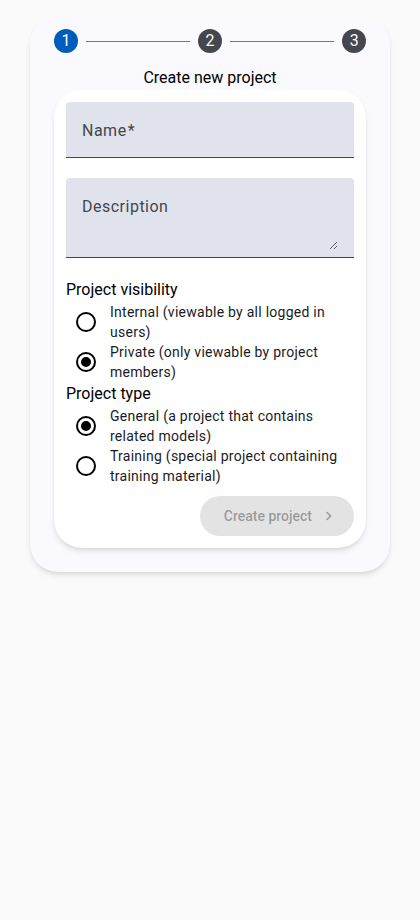 1 2 3
Create new project
Name*
Description
Project visibility
Internal (viewable by all logged in
users)
Private (only viewable by project
members)
Project type
General (a project that contains
related models)
Training (special project containing
training material)
Create project